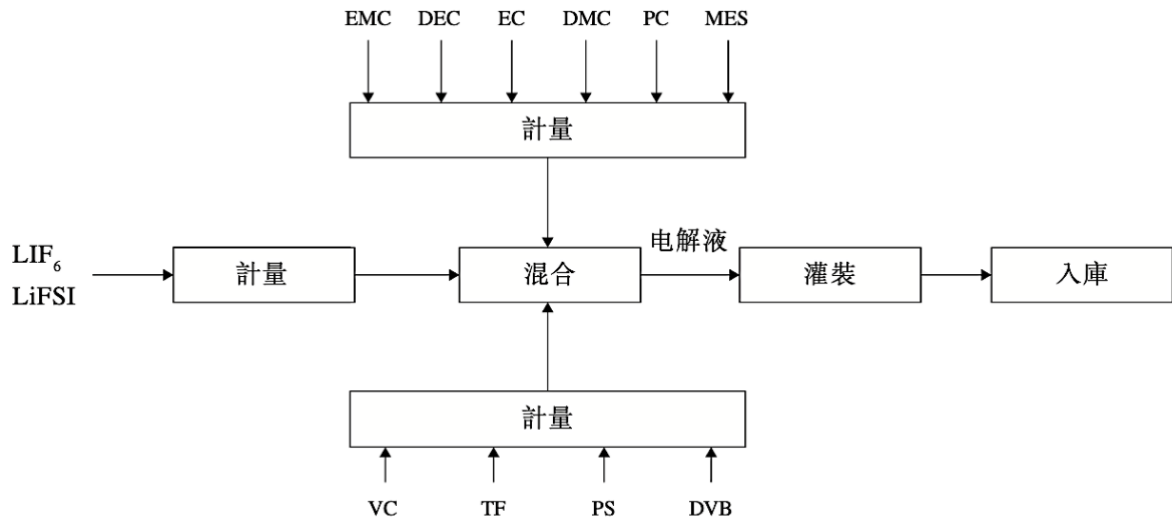 EMC DEC EC DMC PC MES
計量
LIF₆
LiFSI
計量
混合
电解液
灌裝
入庫
計量
VC TF PS DVB